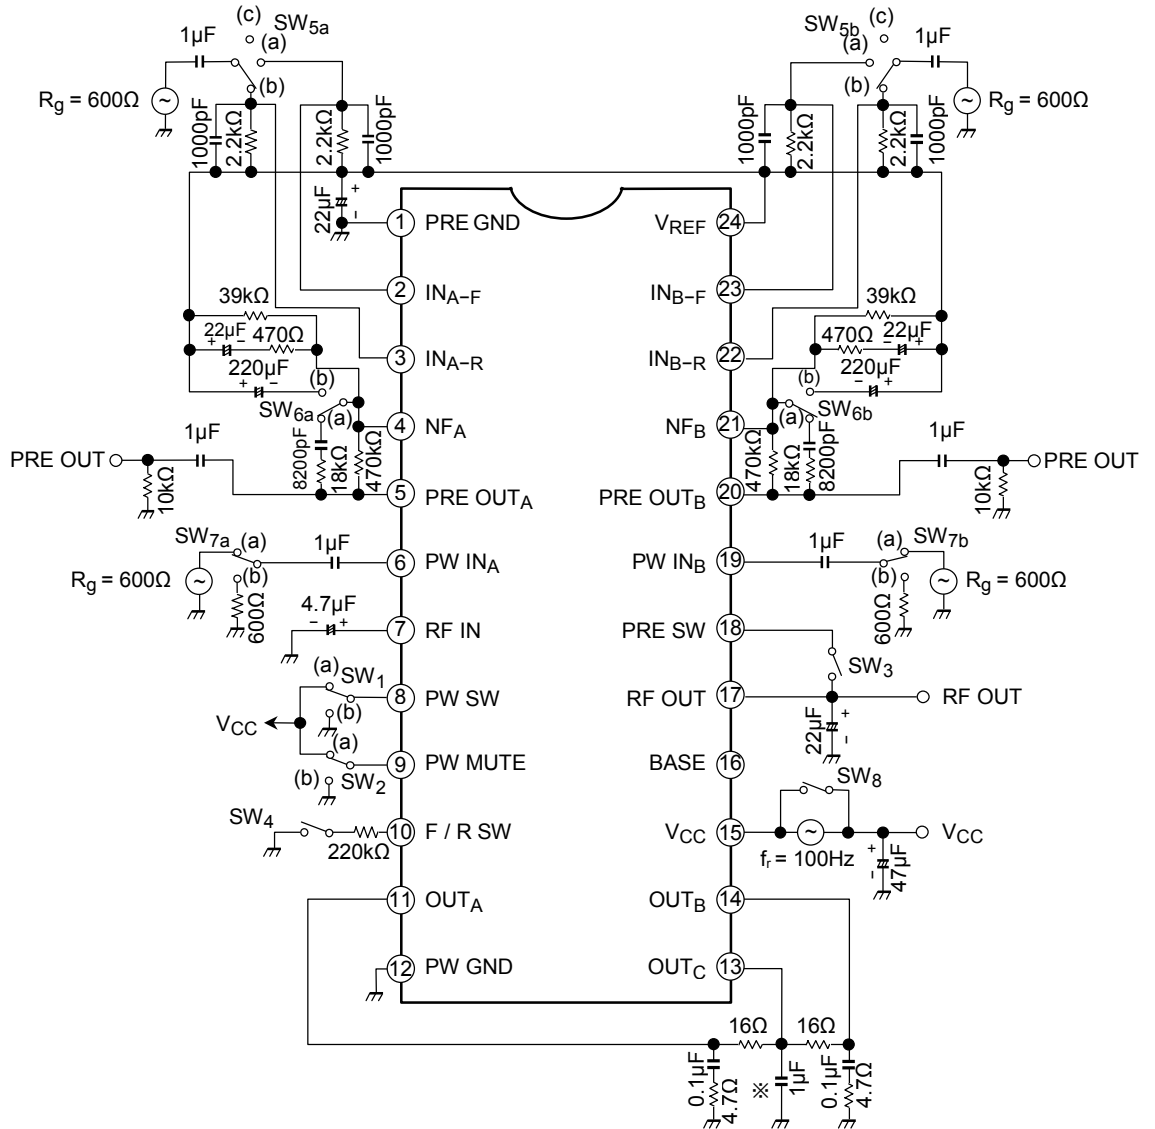 (c)
SW5a
1μF
(a)
(b)
Rg = 600Ω
~
1000pF
2.2kΩ
2.2kΩ
1000pF
22μF
+
-
(c)
SW5b
(a)
1μF
(b)
~
Rg = 600Ω
1000pF
2.2kΩ
2.2kΩ
1000pF
1 PRE GND
VREF 24
2 INA-F
INB-F 23
3 INA-R
INB-R 22
4 NFA
NFB 21
5 PRE OUTA
PRE OUTB 20
6 PW INA
PW INB 19
7 RF IN
PRE SW 18
8 PW SW
RF OUT 17
9 PW MUTE
BASE 16
10 F / R SW
VCC 15
11 OUTA
OUTB 14
12 PW GND
OUTC 13
39kΩ
+ 22μF -
470Ω
220μF
+ -
(b)
SW6a
(a)
8200pF
18kΩ
470kΩ
1μF
PRE OUT
10kΩ
39kΩ
470Ω
- 22μF +
220μF
- +
(b)
(a)
SW6b
470kΩ
18kΩ
8200pF
1μF
PRE OUT
10kΩ
SW7a
(a)
(b)
1μF
Rg = 600Ω
~
600Ω
1μF
(a)
SW7b
(b)
~
Rg = 600Ω
600Ω
4.7μF
- +
SW3
(a)
SW1
(b)
VCC
(a)
(b)
SW2
RF OUT
22μF
+
-
SW4
220kΩ
SW8
~
VCC
fr = 100Hz
+
-
47μF
16Ω
16Ω
0.1μF
4.7Ω
※
1μF
0.1μF
4.7Ω